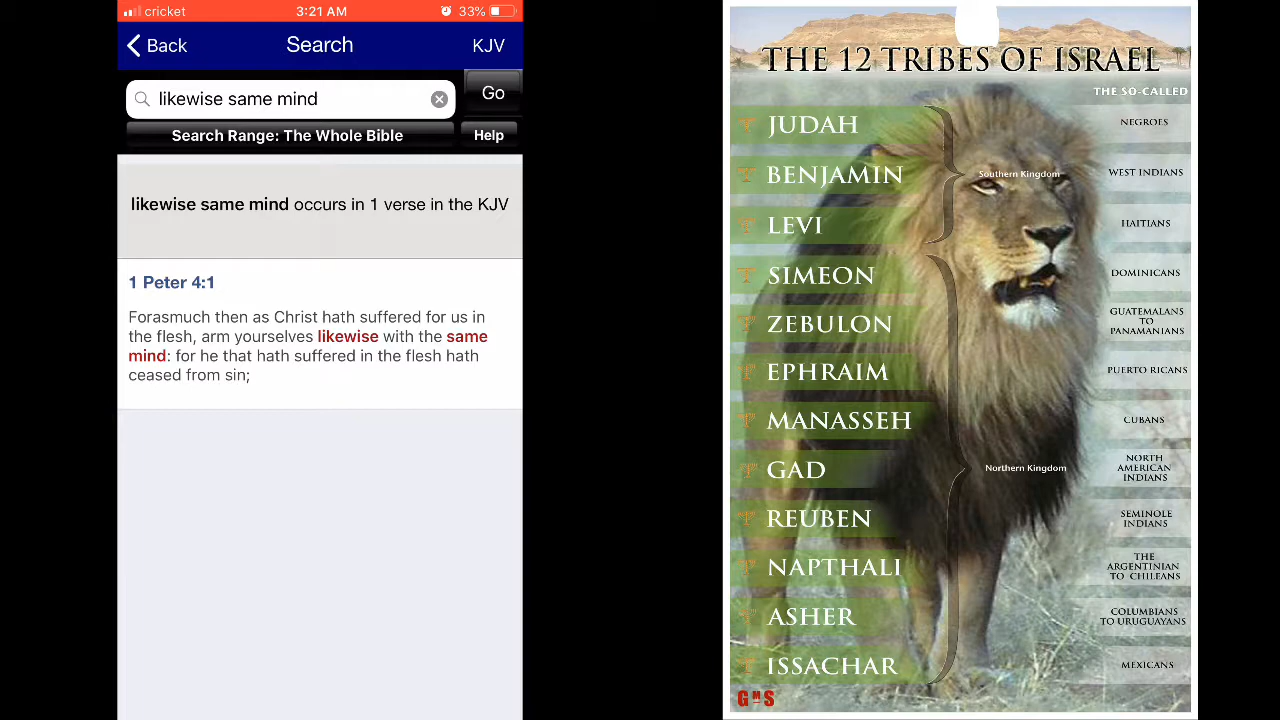 cricket 3:21 AM 33%
Back Search KJV
likewise same mind Go
Search Range: The Whole Bible Help
likewise same mind occurs in 1 verse in the KJV
1 Peter 4:1
Forasmuch then as Christ hath suffered for us in
the flesh, arm yourselves likewise with the same
mind: for he that hath suffered in the flesh hath
ceased from sin;
THE 12 TRIBES OF ISRAEL
THE SO-CALLED
JUDAH
NEGROES
BENJAMIN
WEST INDIANS
LEVI
HAITIANS
Southern Kingdom
SIMEON
DOMINICANS
ZEBULON
GUATEMALANS
TO
PANAMANIANS
EPHRAIM
PUERTO RICANS
MANASSEH
CUBANS
GAD
NORTH
AMERICAN
INDIANS
Northern Kingdom
REUBEN
SEMINOLE
INDIANS
NAPTHALI
THE
ARGENTINIAN
TO CHILEANS
ASHER
COLUMBIANS
TO URUGUAYANS
ISSACHAR
MEXICANS
GMS